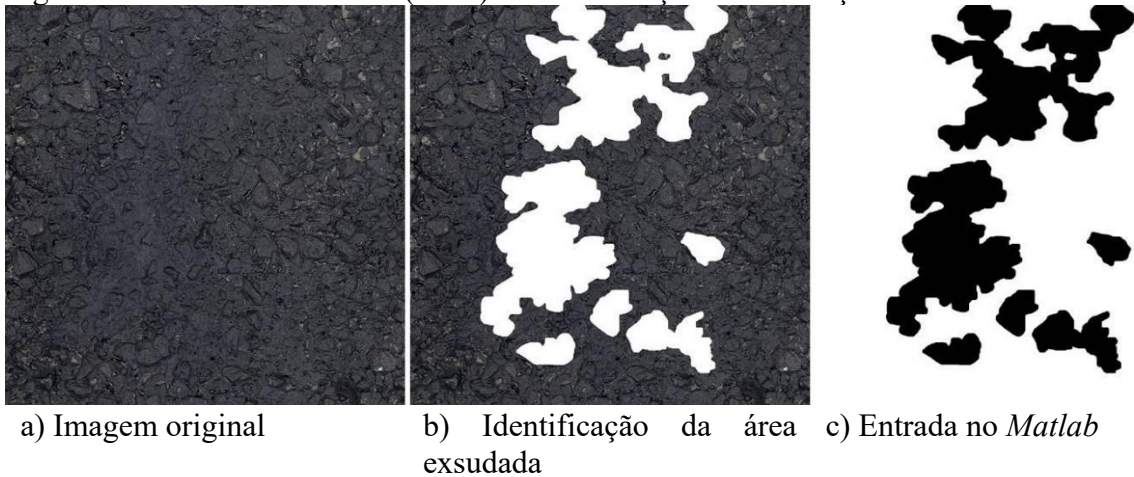 a) Imagem original
b) Identificação da área
exsudada
c) Entrada no Matlab